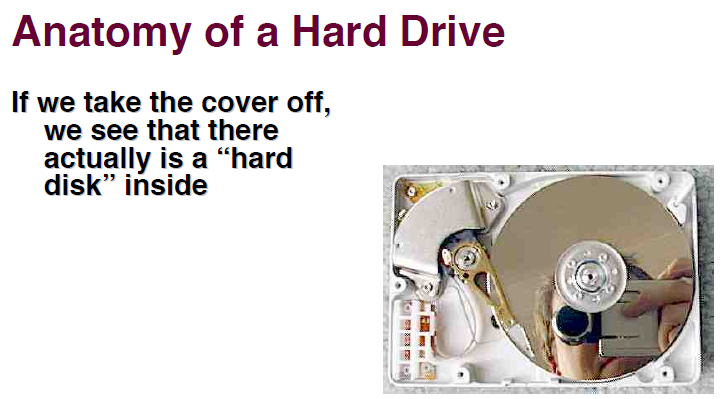 Anatomy of a Hard Drive
If we take the cover off,
we see that there
actually is a “hard
disk” inside